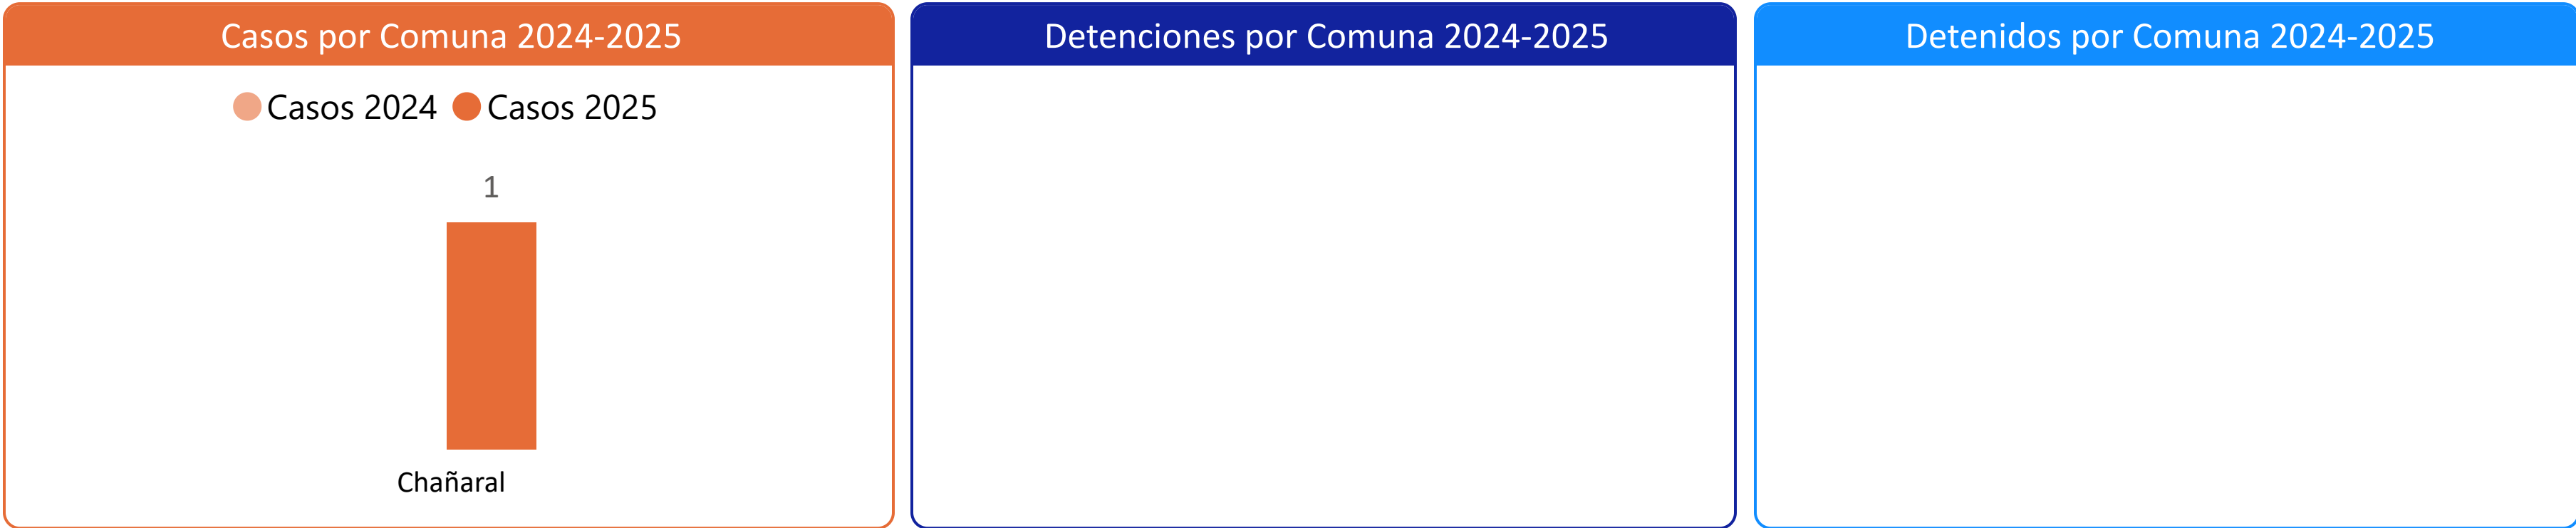 Casos por Comuna 2024-2025
Casos 2024 Casos 2025
1
Chañaral
Detenciones por Comuna 2024-2025
Detenidos por Comuna 2024-2025